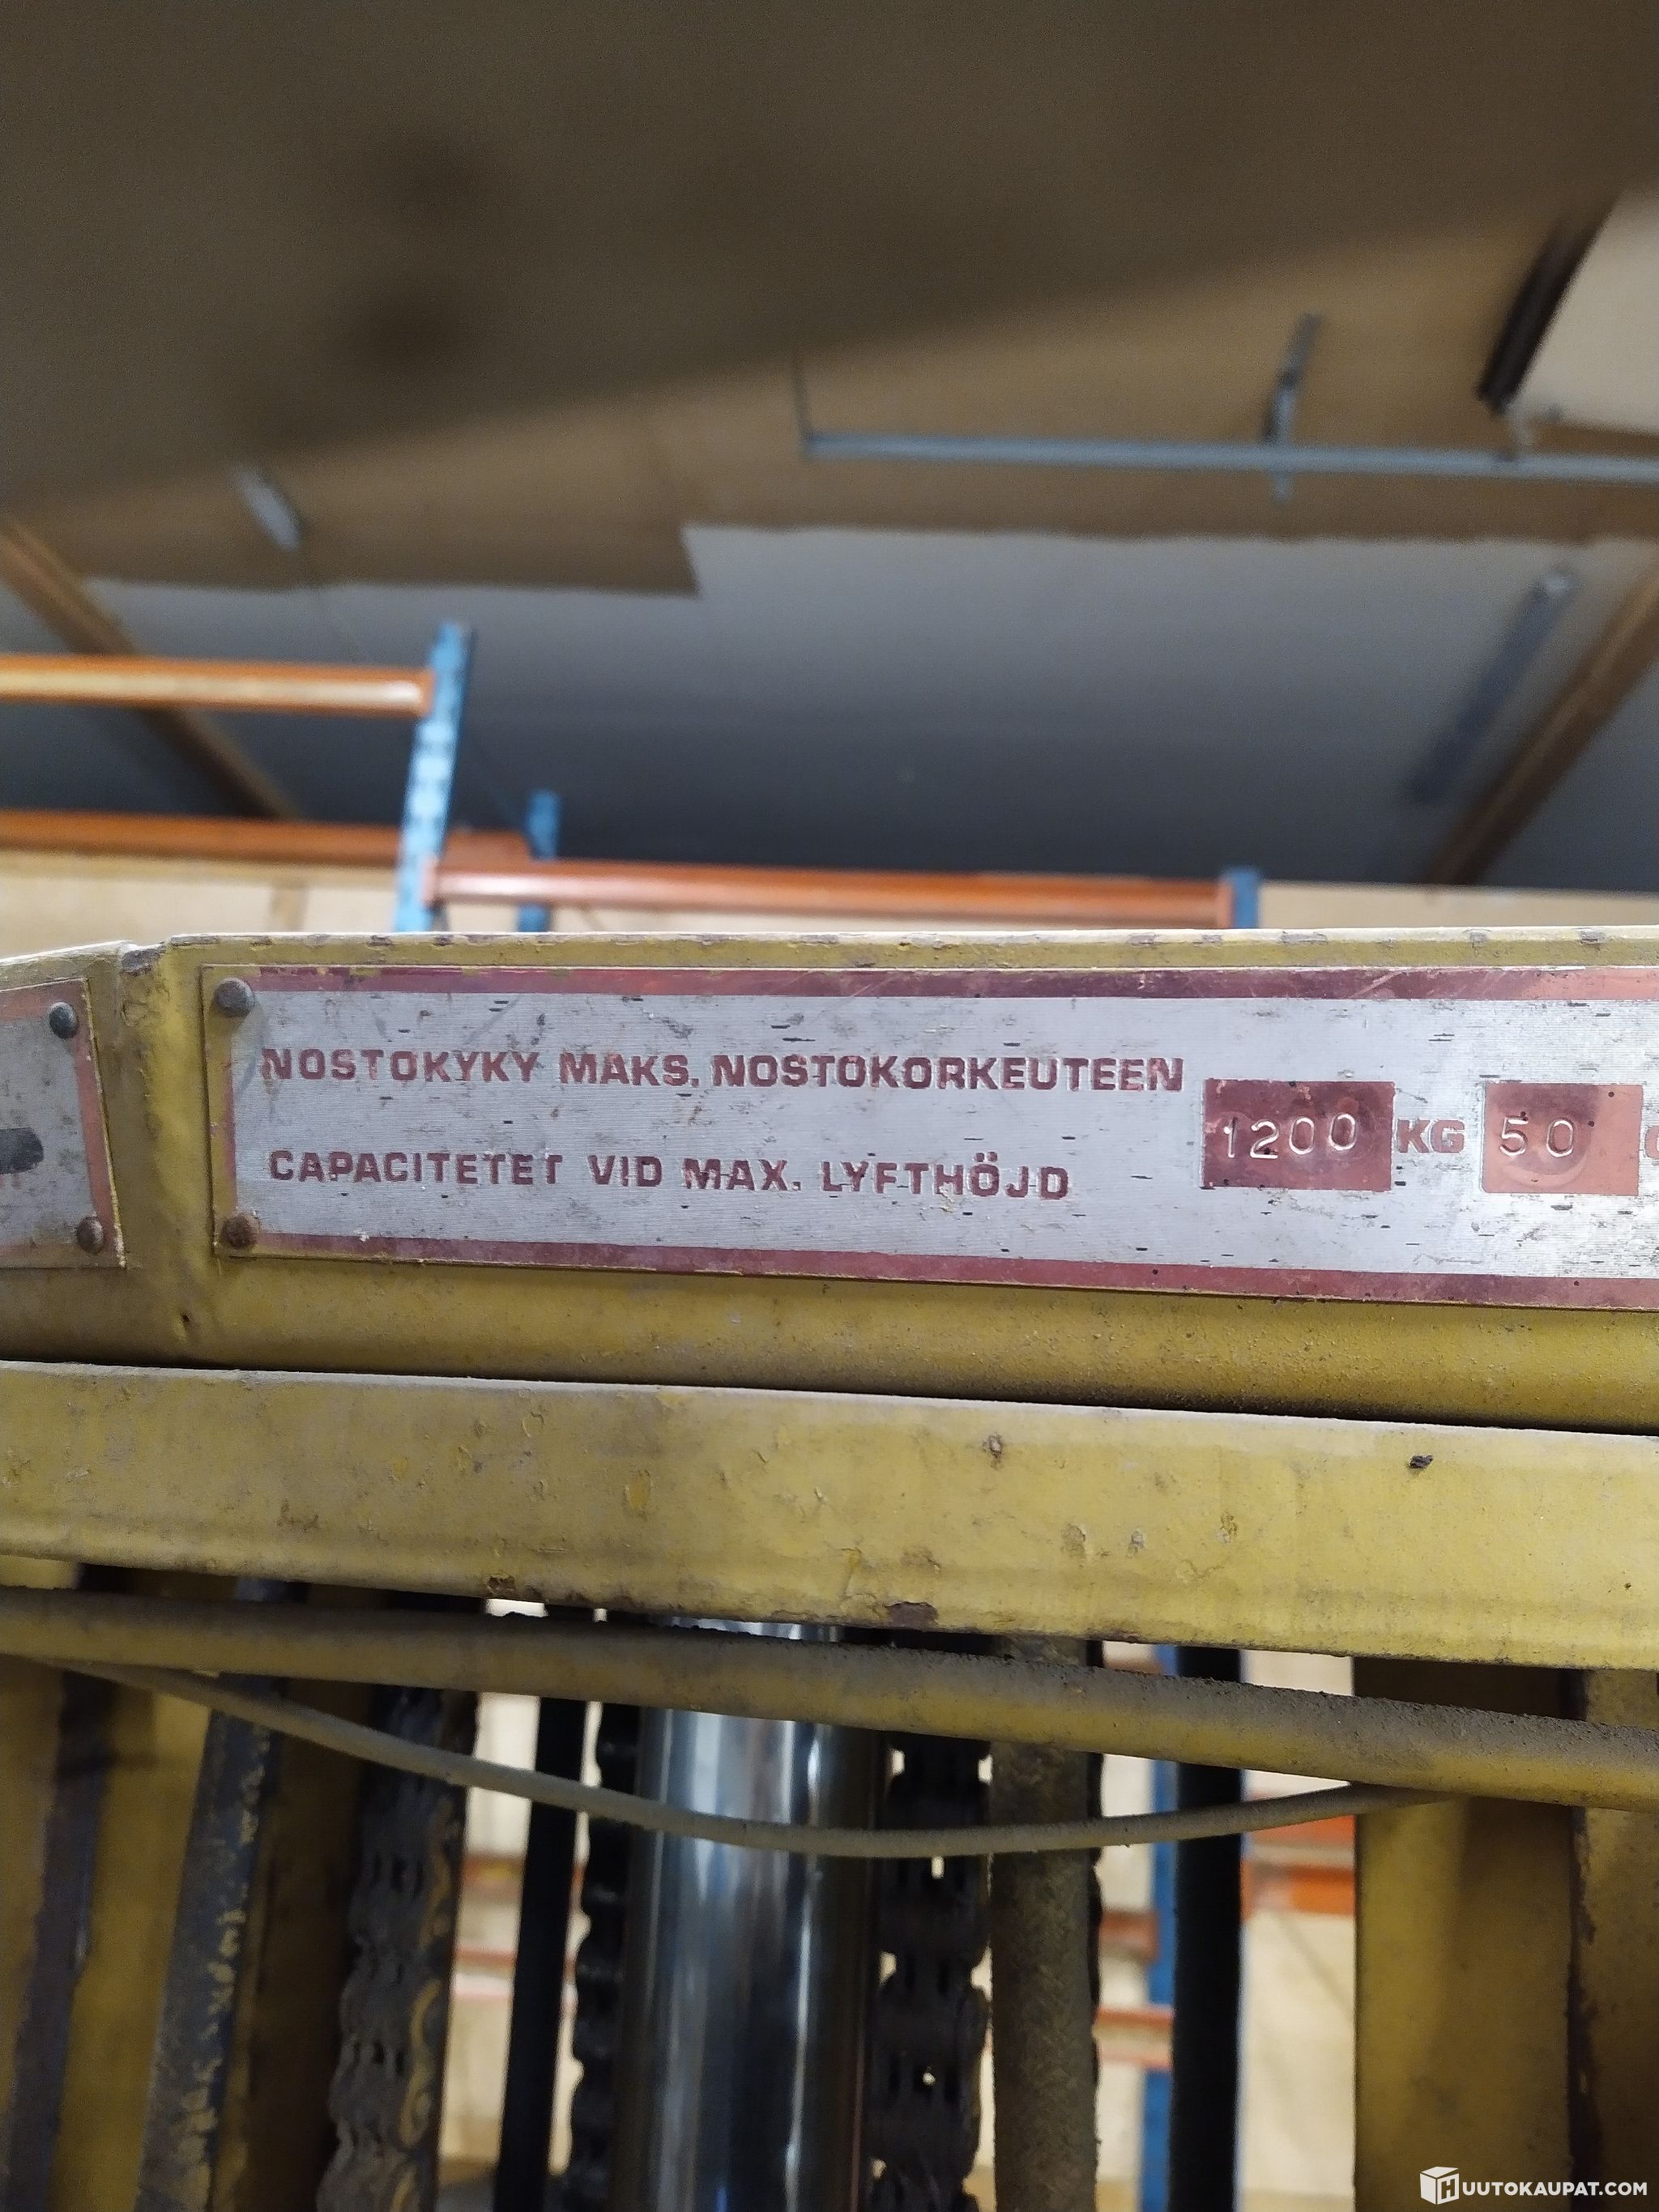 NOSTOKYKY MAKS. NOSTOKORKEUTEEN
CAPACITETET VID MAX. LYFTHÖJD
1200 KG 50
HUUTOKAUPAT.COM